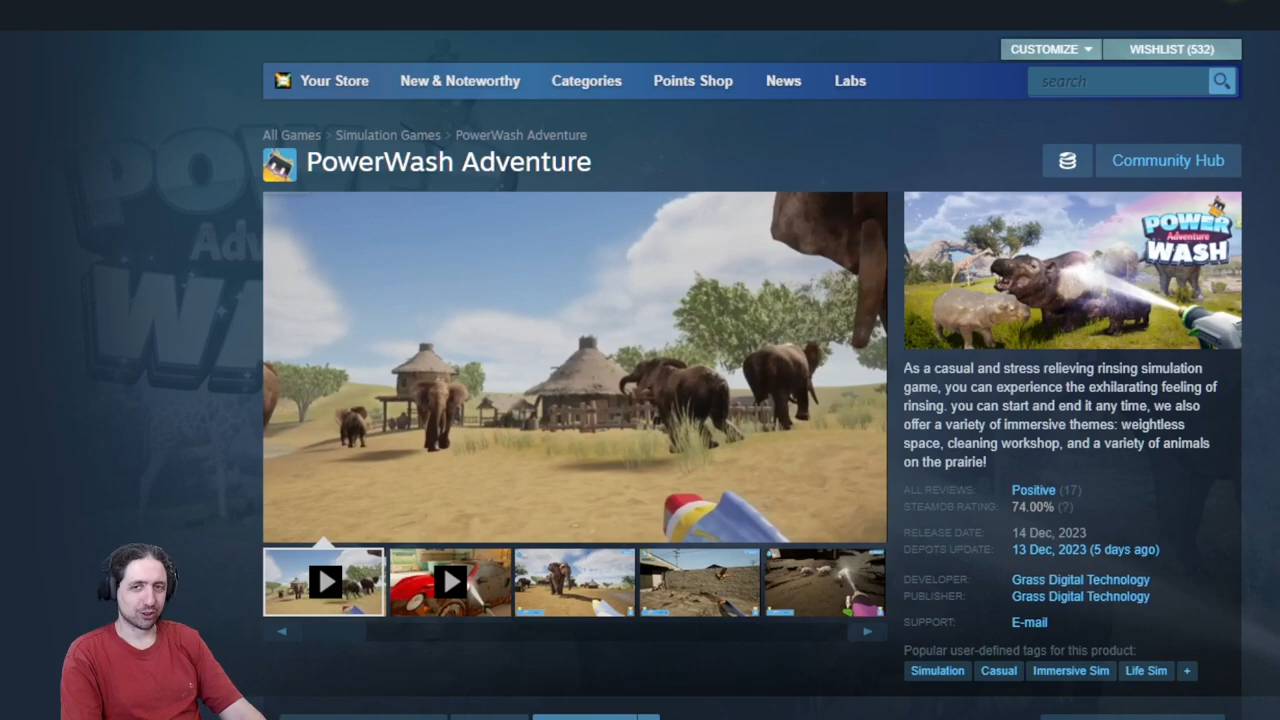 CUSTOMIZE
WISHLIST (532)
Your Store
New & Noteworthy
Categories
Points Shop
News
Labs
search
All Games > Simulation Games > PowerWash Adventure
PowerWash Adventure
Community Hub
POWER
Adventure
WASH
As a casual and stress relieving rinsing simulation
game, you can experience the exhilarating feeling of
rinsing. you can start and end it any time, we also
offer a variety of immersive themes: weightless
space, cleaning workshop, and a variety of animals
on the prairie!
ALL REVIEWS: Positive (17)
STEAMDB RATING: 74.00% (?)
RELEASE DATE: 14 Dec, 2023
DEPOTS UPDATE: 13 Dec, 2023 (5 days ago)
DEVELOPER: Grass Digital Technology
PUBLISHER: Grass Digital Technology
SUPPORT: E-mail
Popular user-defined tags for this product:
Simulation
Casual
Immersive Sim
Life Sim
+